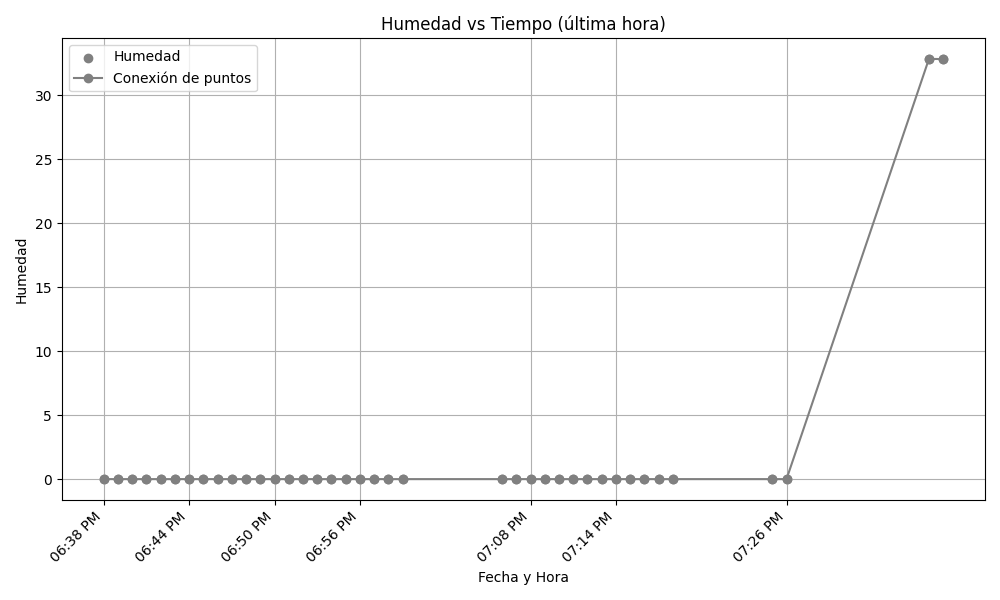 Humedad vs Tiempo (última hora)
Humedad
Conexión de puntos
Humedad
30
25
20
15
10
5
0
06:38 PM
06:44 PM
06:50 PM
06:56 PM
07:08 PM
07:14 PM
07:26 PM
Fecha y Hora